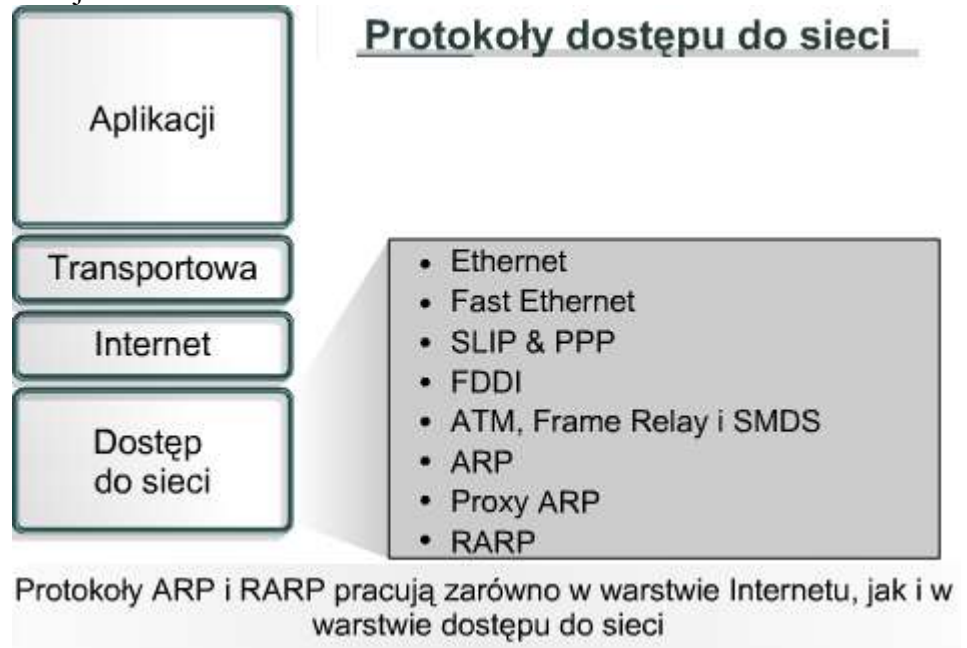 Protokoły dostępu do sieci
Aplikacji
Transportowa
Internet
Dostęp
do sieci
• Ethernet
• Fast Ethernet
• SLIP & PPP
• FDDI
• ATM, Frame Relay i SMDS
• ARP
• Proxy ARP
• RARP
Protokoły ARP i RARP pracują zarówno w warstwie Internetu, jak i w
warstwie dostępu do sieci